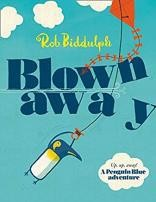 Rob Biddulph
Blown
away
Up, up, away!
A Penguin Blue
adventure